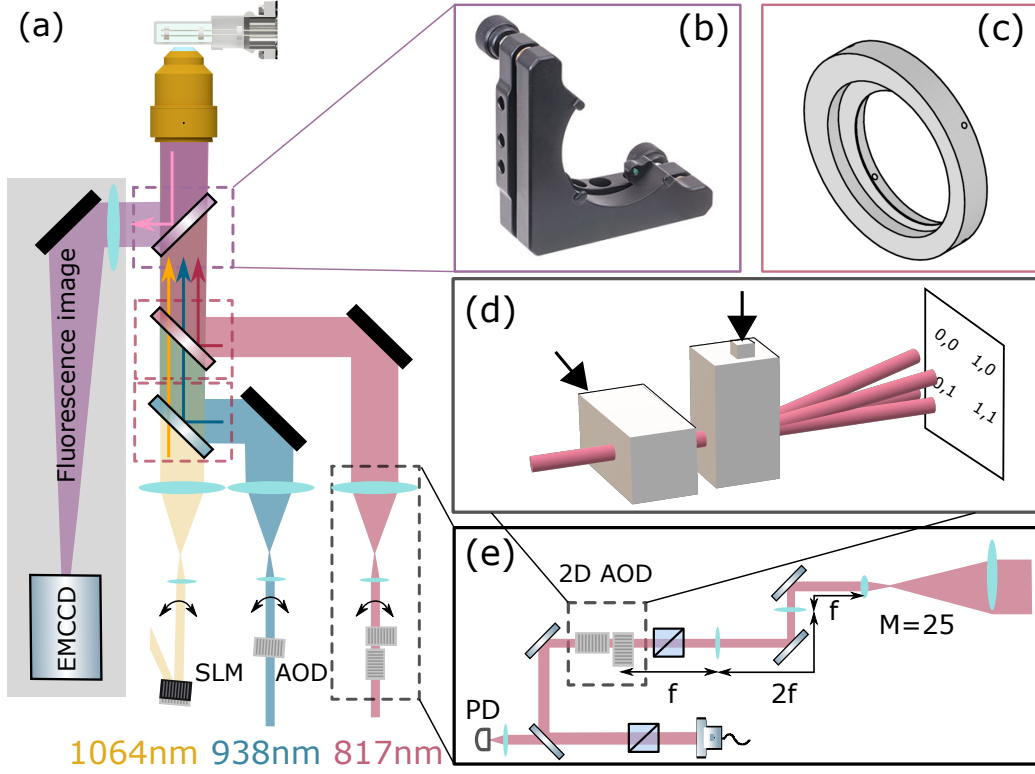 (a)
(b)
(c)
Fluorescence image
EMCCD
SLM
AOD
1064nm 938nm 817nm
(d)
0,0
1,0
0,1
1,1
(e)
2D AOD
f
M=25
f
2f
PD